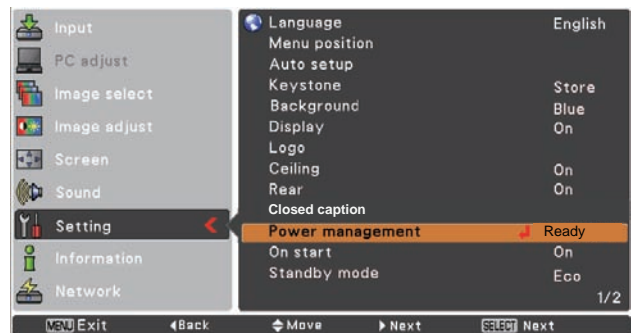 Input
PC adjust
Image select
Image adjust
Screen
Sound
Setting
Information
Network
Language English
Menu position
Auto setup
Keystone Store
Background Blue
Display On
Logo
Ceiling On
Rear On
Closed caption
Power management Ready
On start On
Standby mode Eco
1/2
MENU Exit Back Move Next SELECT Next